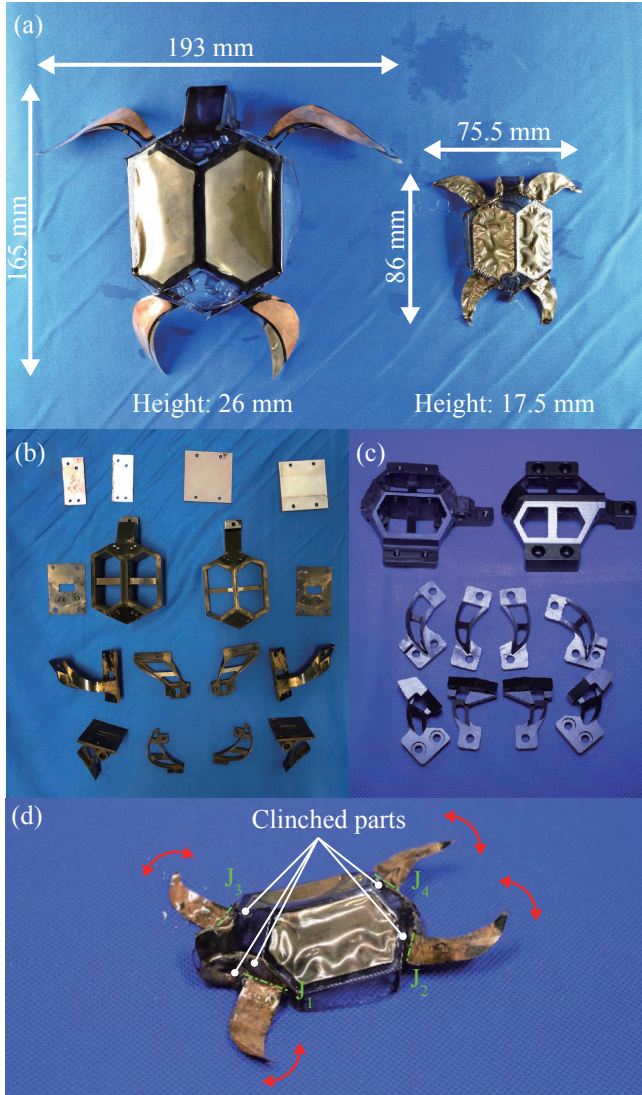 (a)
193 mm
165 mm
75.5 mm
86 mm
Height: 26 mm
Height: 17.5 mm
(b)
(c)
(d)
Clinched parts
J3
J4
J1
J2